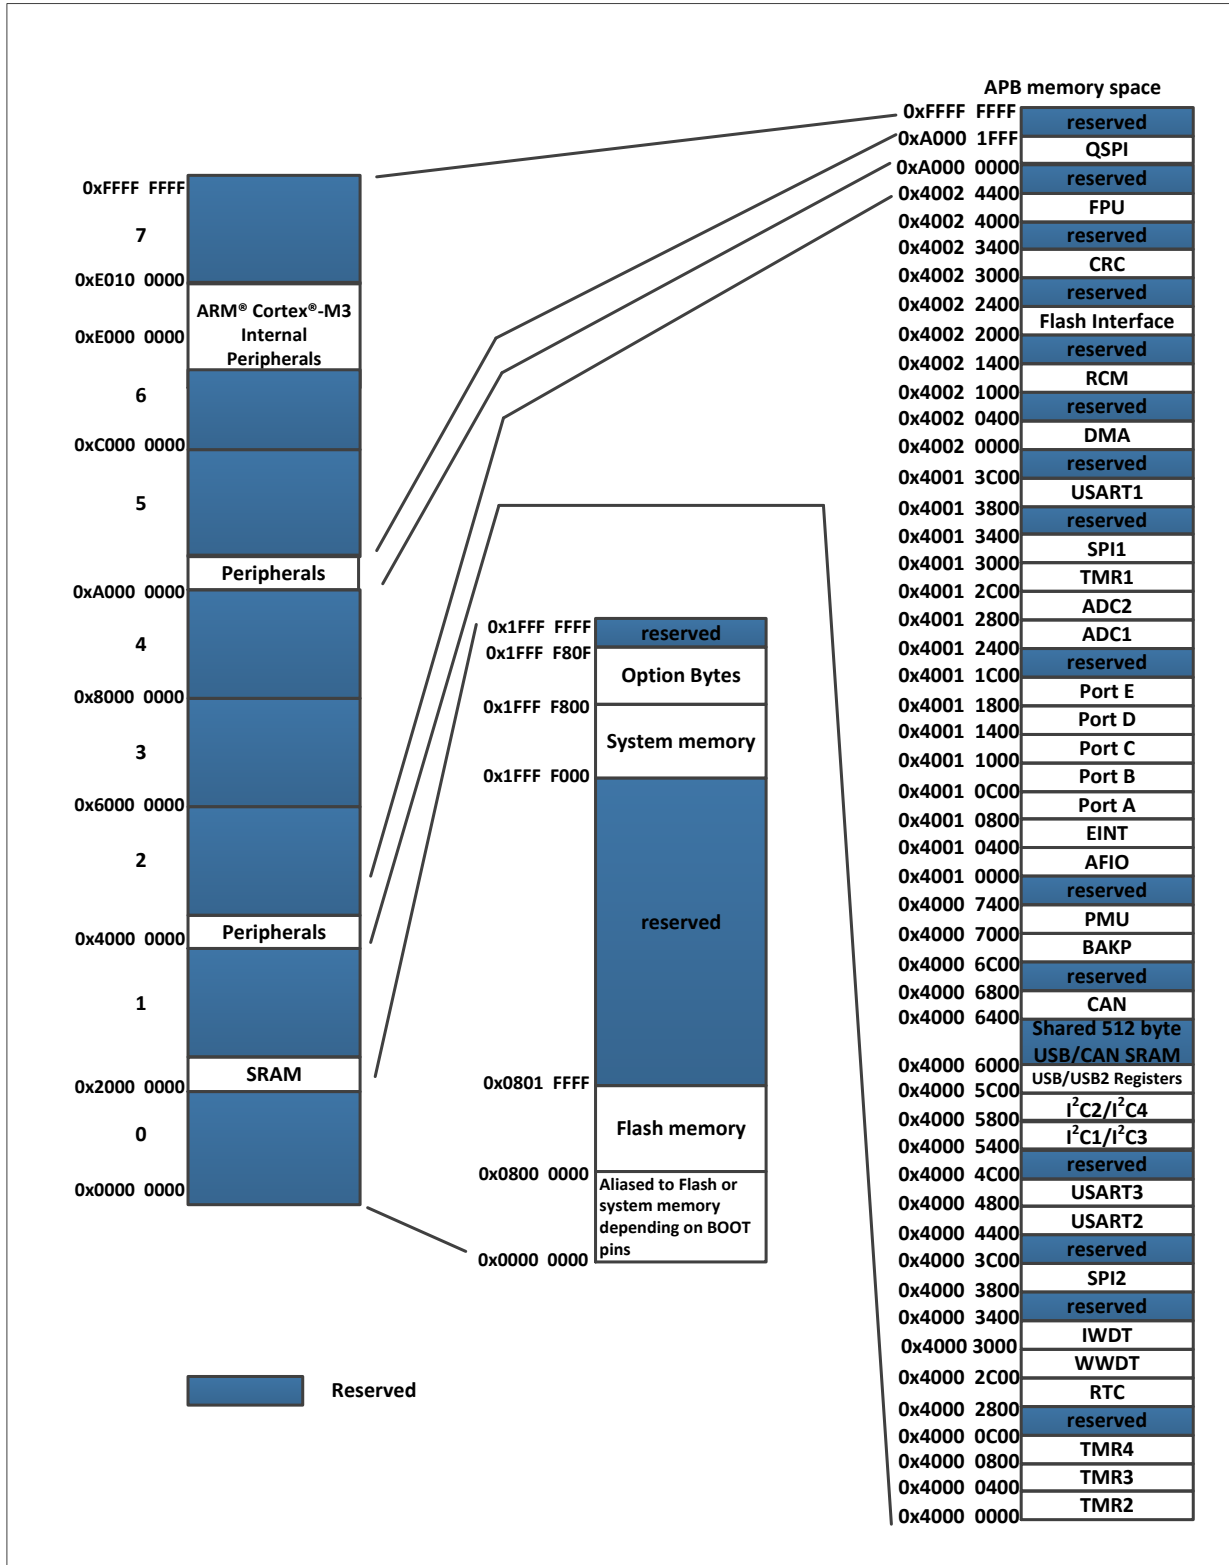 APB memory space
0xFFFF FFFF
7
0xE010 0000
ARM® Cortex®-M3
Internal
Peripherals
0xE000 0000
6
0xC000 0000
5
Peripherals
0xA000 0000
4
0x8000 0000
3
0x6000 0000
2
Peripherals
0x4000 0000
1
SRAM
0x2000 0000
0
0x0000 0000
Reserved
0x1FFF FFFF
reserved
0x1FFF F80F
Option Bytes
0x1FFF F800
System memory
0x1FFF F000
reserved
0x0801 FFFF
Flash memory
0x0800 0000
Aliased to Flash or
system memory
depending on BOOT
pins
0x0000 0000
0xFFFF FFFF
reserved
0xA000 1FFF
QSPI
0xA000 0000
reserved
0x4002 4400
FPU
0x4002 4000
reserved
0x4002 3400
CRC
0x4002 3000
reserved
0x4002 2400
Flash Interface
0x4002 2000
reserved
0x4002 1400
RCM
0x4002 1000
reserved
0x4002 0400
DMA
0x4002 0000
reserved
0x4001 3C00
USART1
0x4001 3800
reserved
0x4001 3400
SPI1
0x4001 3000
TMR1
0x4001 2C00
ADC2
0x4001 2800
ADC1
0x4001 2400
reserved
0x4001 1C00
Port E
0x4001 1800
Port D
0x4001 1400
Port C
0x4001 1000
Port B
0x4001 0C00
Port A
0x4001 0800
EINT
0x4001 0400
AFIO
0x4001 0000
reserved
0x4000 7400
PMU
0x4000 7000
BAKP
0x4000 6C00
reserved
0x4000 6800
CAN
0x4000 6400
Shared 512 byte
USB/CAN SRAM
0x4000 6000
USB/USB2 Registers
0x4000 5C00
I²C2/I²C4
0x4000 5800
I²C1/I²C3
0x4000 5400
reserved
0x4000 4C00
USART3
0x4000 4800
USART2
0x4000 4400
reserved
0x4000 3C00
SPI2
0x4000 3800
reserved
0x4000 3400
IWDT
0x4000 3000
WWDT
0x4000 2C00
RTC
0x4000 2800
reserved
0x4000 0C00
TMR4
0x4000 0800
TMR3
0x4000 0400
TMR2
0x4000 0000